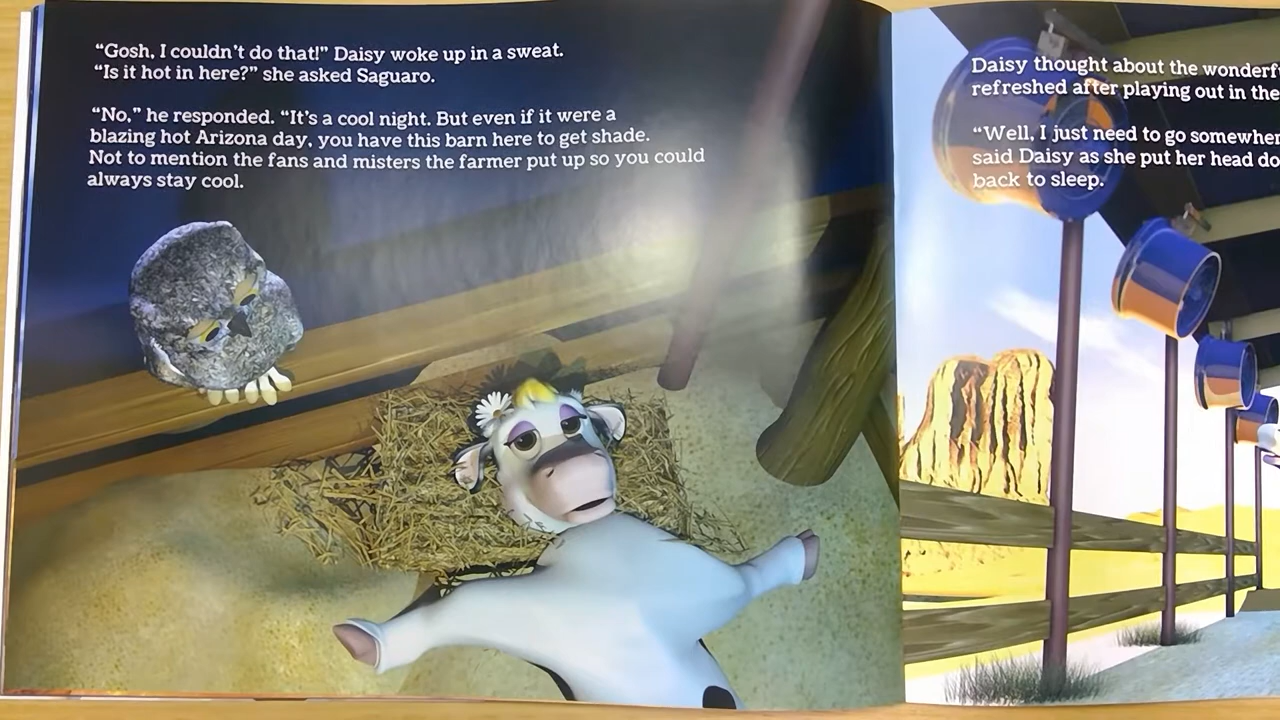 “Gosh, I couldn’t do that!” Daisy woke up in a sweat.
“Is it hot in here?” she asked Saguaro.
“No,” he responded. “It’s a cool night. But even if it were a
blazing hot Arizona day, you have this barn here to get shade.
Not to mention the fans and misters the farmer put up so you could
always stay cool.
Daisy thought about the
refreshed after playing out in the
“Well, I just need to go
said Daisy as she put her head
back to sleep.